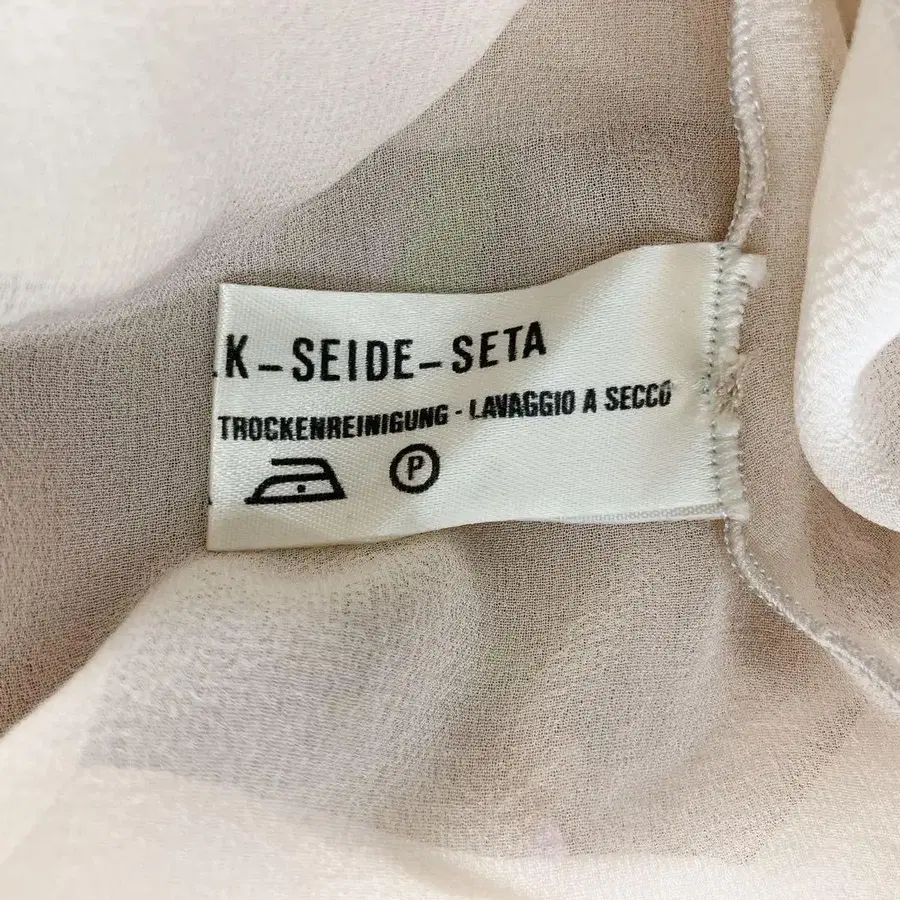 K-SEIDE-SETA
TROCKENREINIGUNG - LAVAGGIO A SECCO
P